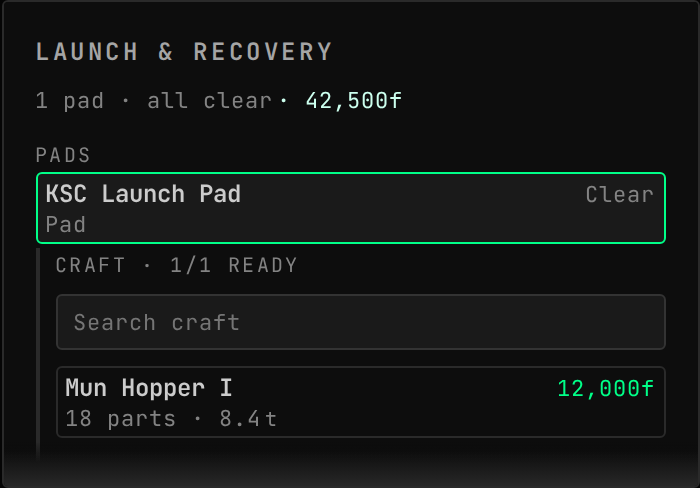 LAUNCH & RECOVERY
1 pad · all clear · 42,500f
PADS
KSC Launch Pad Clear
Pad
CRAFT · 1/1 READY
Search craft
Mun Hopper I 12,000f
18 parts · 8.4t